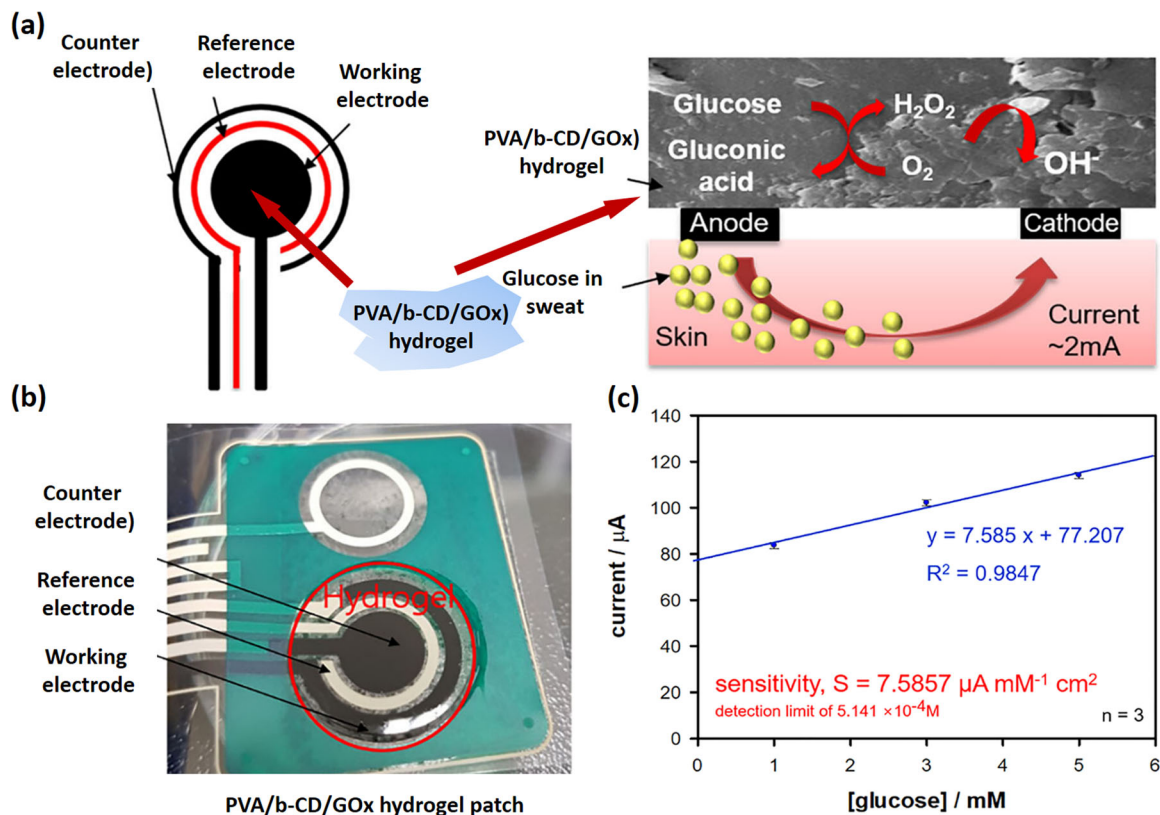 (a)
Counter
electrode)
Reference
electrode
Working
electrode
PVA/b-CD/GOx)
hydrogel
PVA/b-CD/GOx)
hydrogel
Glucose
Gluconic
acid
H₂O₂
O₂
OH⁻
Anode
Cathode
Glucose in
sweat
Skin
Current
~2mA
(b)
Counter
electrode)
Reference
electrode
Working
electrode
Hydrogel
PVA/b-CD/GOx hydrogel patch
(c)
140
120
100
80
60
40
20
0
current / μA
y = 7.585 x + 77.207
R² = 0.9847
sensitivity, S = 7.5857 μA mM⁻¹ cm²
detection limit of 5.141 ×10⁻⁴M
n = 3
0 1 2 3 4 5 6
[glucose] / mM